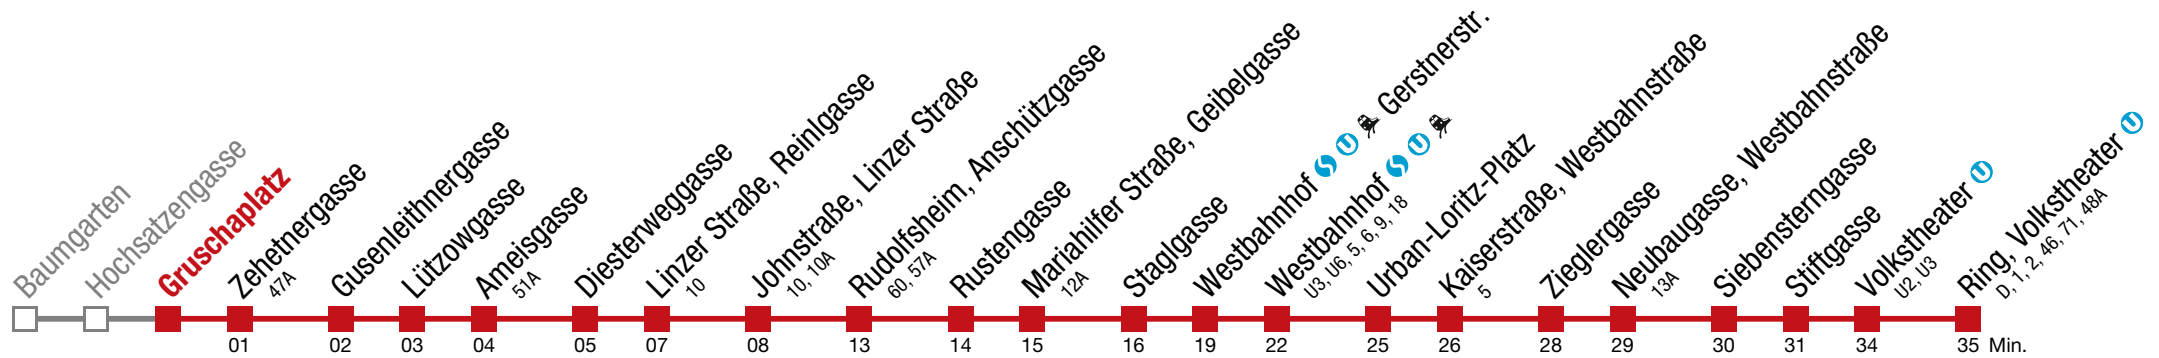 Baumgarten
Hochsatzengasse
Gruschaplatz
Zehetnergasse
47A
Gusenleithnergasse
Lützowgasse
Ameisgasse
51A
Diesterweggasse
Linzer Straße, Reinlgasse
10
Johnstraße, Linzer Straße
10, 10A
Rudolfsheim, Anschützgasse
60, 57A
Rustengasse
Mariahilfer Straße, Geibelgasse
12A
Staglgasse
Westbahnhof S U Gerstnerstr.
Westbahnhof S U
U3, U6, 5, 6, 9, 18
Urban-Loritz-Platz
Kaiserstraße, Westbahnstraße
5
Zieglergasse
Neubaugasse, Westbahnstraße
13A
Siebensterngasse
Stiftgasse
Volkstheater U
U2, U3
Ring, Volkstheater U
D, 1, 2, 46, 71, 48A
01 02 03 04 05 07 08 13 14 15 16 19 22 25 26 28 29 30 31 34 35 Min.